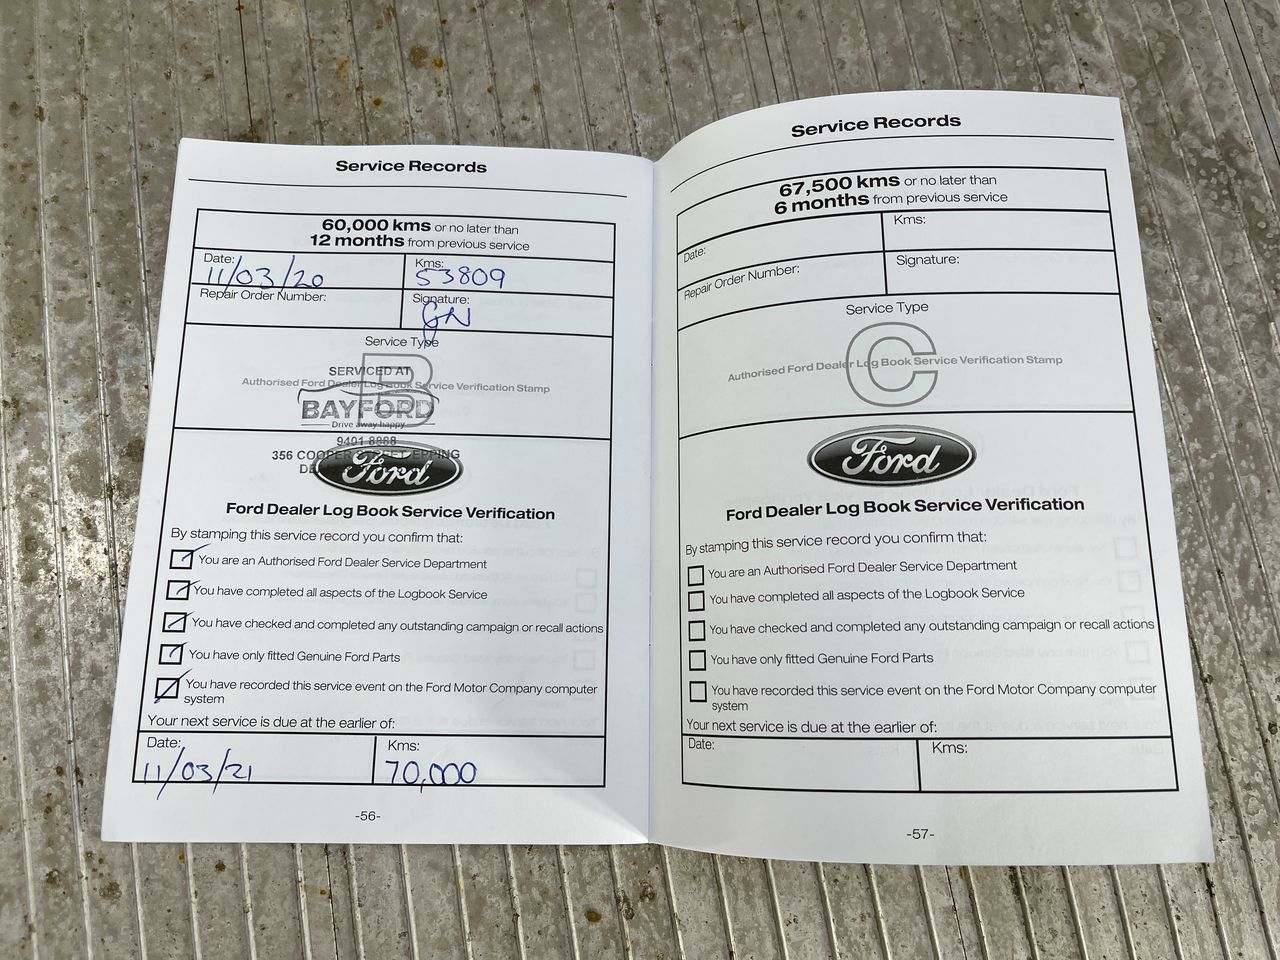 Service Records
60,000 kms or no later than
12 months from previous service
Date:
11/03/20
Kms:
53809
Repair Order Number:
Signature:
GN
Service Type
B
SERVICED AT
Authorised Ford Dealer Log Book Service Verification Stamp
BAYFORD
Drive away happy
9401 8888
356 COOPER STREET EPPING
Ford
Ford Dealer Log Book Service Verification
By stamping this service record you confirm that:
You are an Authorised Ford Dealer Service Department
You have completed all aspects of the Logbook Service
You have checked and completed any outstanding campaign or recall actions
You have only fitted Genuine Ford Parts
You have recorded this service event on the Ford Motor Company computer
system
Your next service is due at the earlier of:
Date:
11/03/21
Kms:
70,000
-56-
Service Records
67,500 kms or no later than
6 months from previous service
Date:
Kms:
Repair Order Number:
Signature:
Service Type
C
Authorised Ford Dealer Log Book Service Verification Stamp
Ford
Ford Dealer Log Book Service Verification
By stamping this service record you confirm that:
You are an Authorised Ford Dealer Service Department
You have completed all aspects of the Logbook Service
You have checked and completed any outstanding campaign or recall actions
You have only fitted Genuine Ford Parts
You have recorded this service event on the Ford Motor Company computer
system
Your next service is due at the earlier of:
Date:
Kms:
-57-